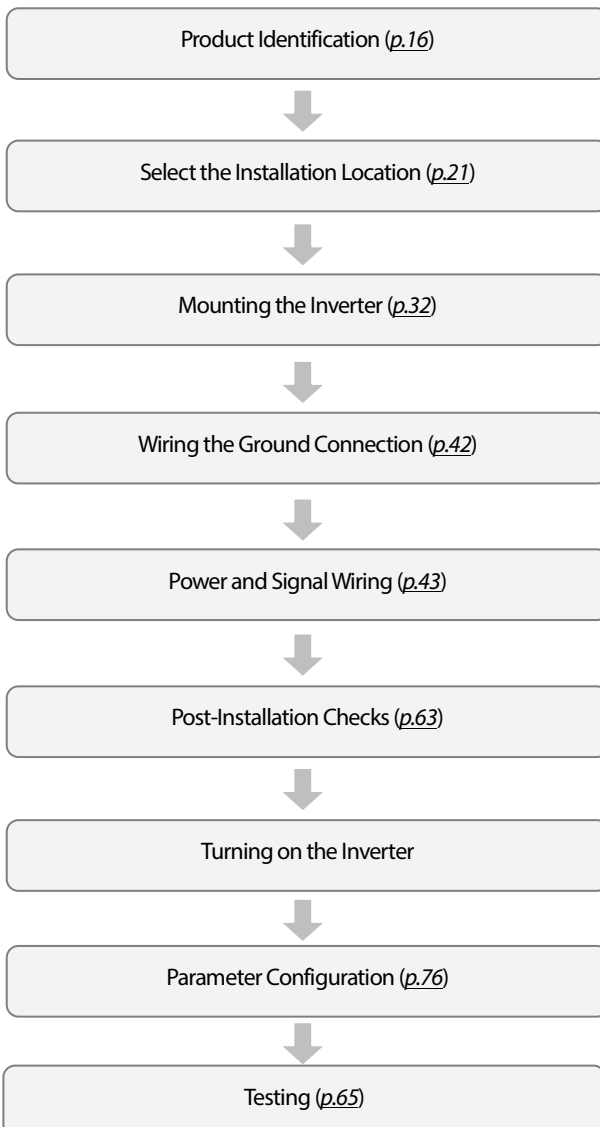 Product Identification (p.16)
Select the Installation Location (p.21)
Mounting the Inverter (p.32)
Wiring the Ground Connection (p.42)
Power and Signal Wiring (p.43)
Post-Installation Checks (p.63)
Turning on the Inverter
Parameter Configuration (p.76)
Testing (p.65)